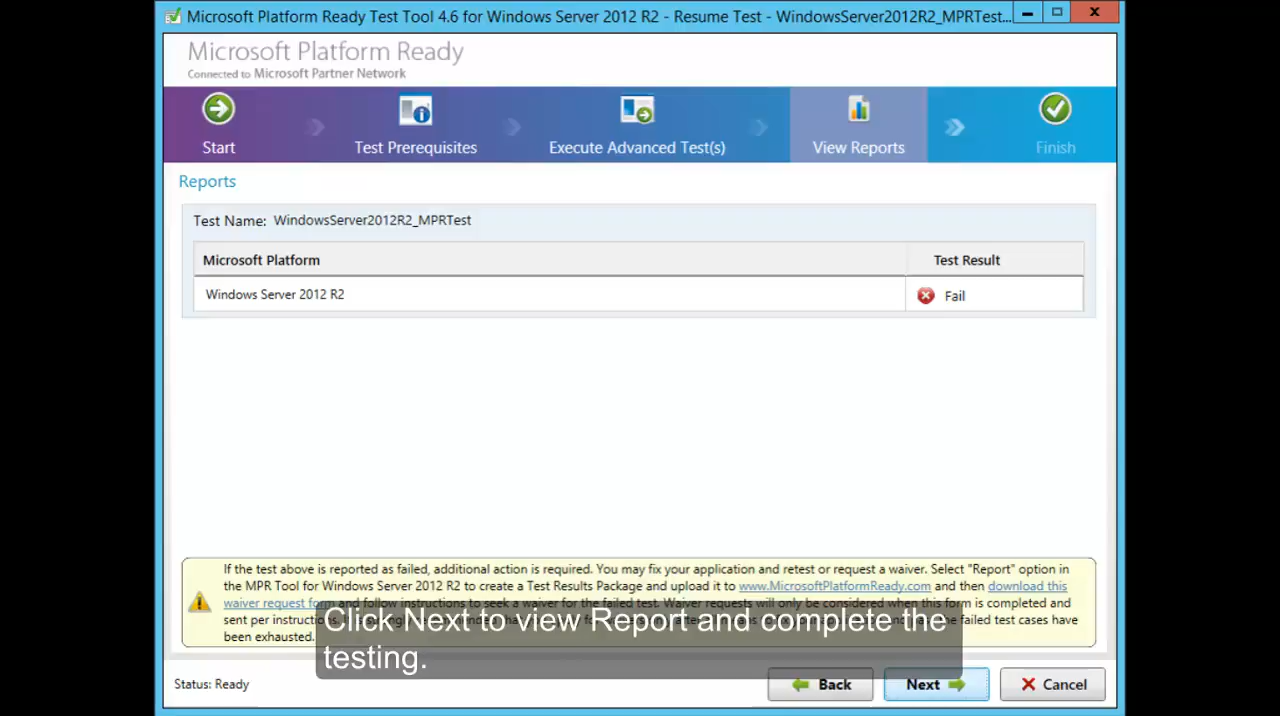 Microsoft Platform Ready Test Tool 4.6 for Windows Server 2012 R2 - Resume Test - WindowsServer2012R2_MPRTest...
Microsoft Platform Ready
Connected to Microsoft Partner Network
Start
Test Prerequisites
Execute Advanced Test(s)
View Reports
Finish
Reports
Test Name: WindowsServer2012R2_MPRTest
Microsoft Platform Test Result
Windows Server 2012 R2 Fail
If the test above is reported as failed, additional action is required. You may fix your application and retest or request a waiver. Select "Report" option in
the MPR Tool for Windows Server 2012 R2 to create a Test Results Package and upload it to www.MicrosoftPlatformReady.com and then download this
waiver request form and follow instructions to seek a waiver for the failed test. Waiver requests will only be considered when this form is completed and
sent per instructions. failed test cases have
been exhausted.
Click Next to view Report and complete the
testing.
Status: Ready
Back
Next
Cancel